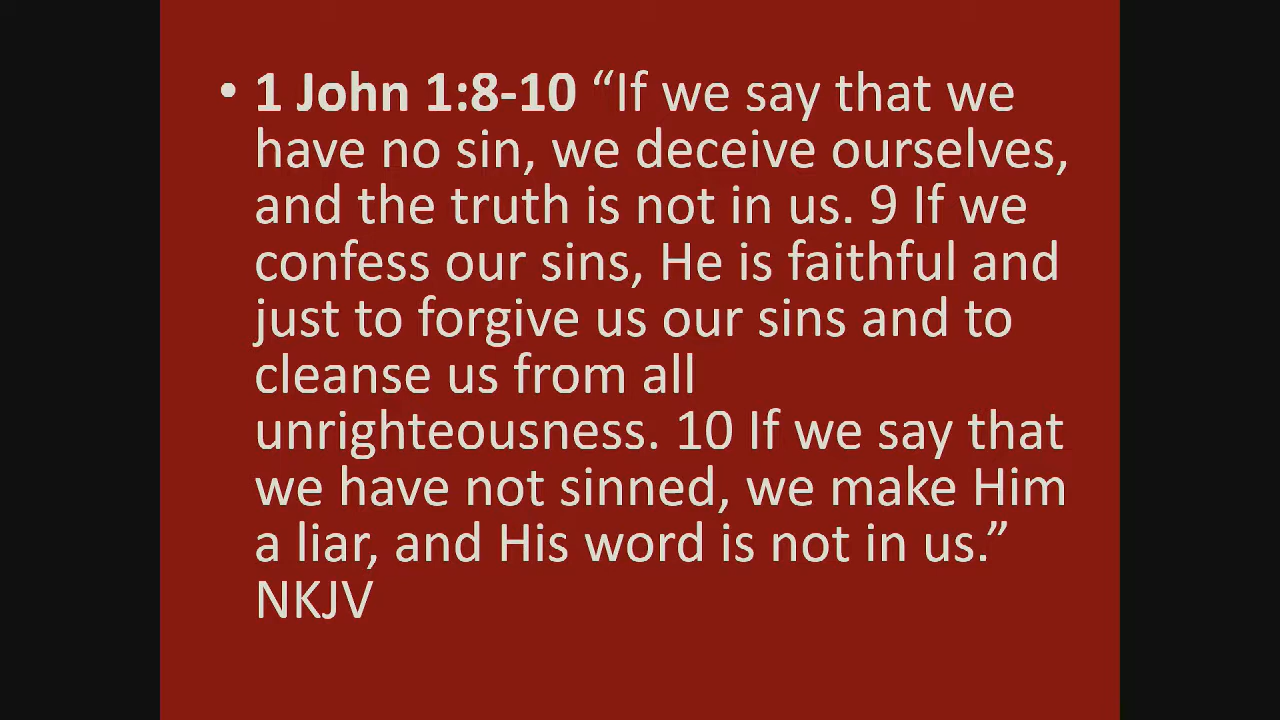 • 1 John 1:8-10 “If we say that we
have no sin, we deceive ourselves,
and the truth is not in us. 9 If we
confess our sins, He is faithful and
just to forgive us our sins and to
cleanse us from all
unrighteousness. 10 If we say that
we have not sinned, we make Him
a liar, and His word is not in us.”
NKJV